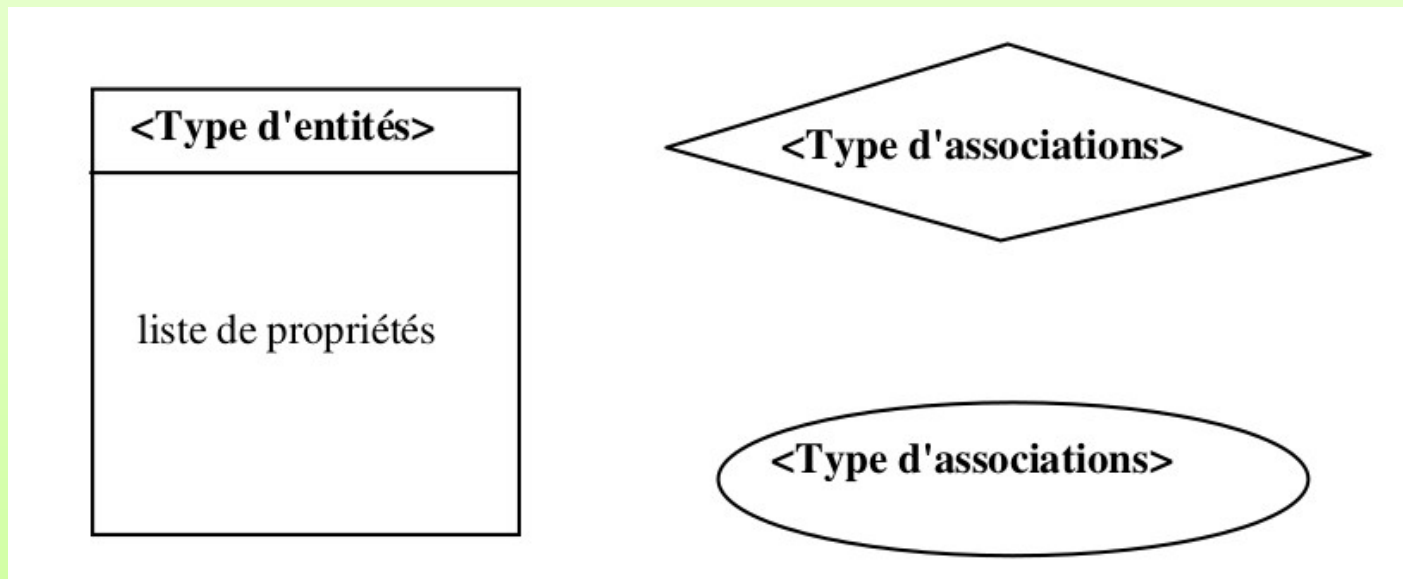 <Type d'entités>
liste de propriétés
<Type d'associations>
<Type d'associations>